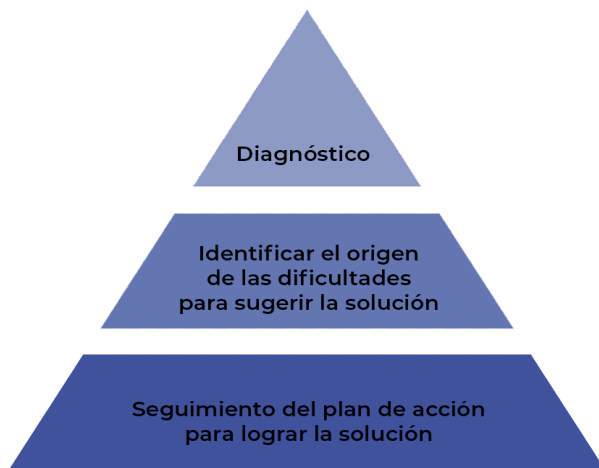 Diagnóstico
Identificar el origen
de las dificultades
para sugerir la solución
Seguimiento del plan de acción
para lograr la solución